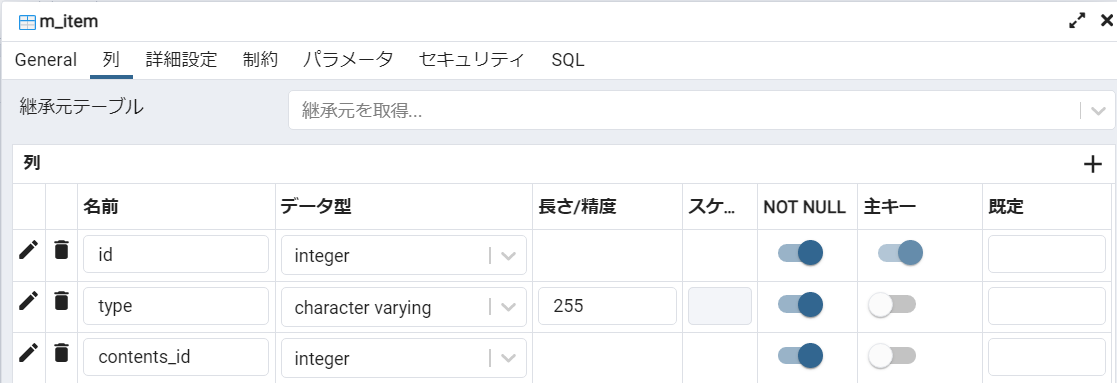 m_item
General 列 詳細設定 制約 パラメータ セキュリティ SQL
継承元テーブル 継承元を取得...
列
名前 データ型 長さ/精度 スケ... NOT NULL 主キー 既定
id integer
type character varying 255
contents_id integer